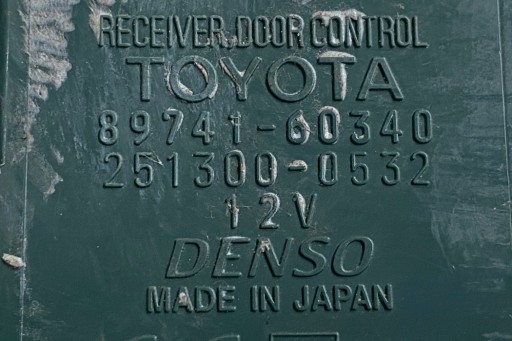 RECEIVER,DOOR CONTROL
TOYOTA
89741-60340
251300-0532
12V
DENSO
MADE IN JAPAN